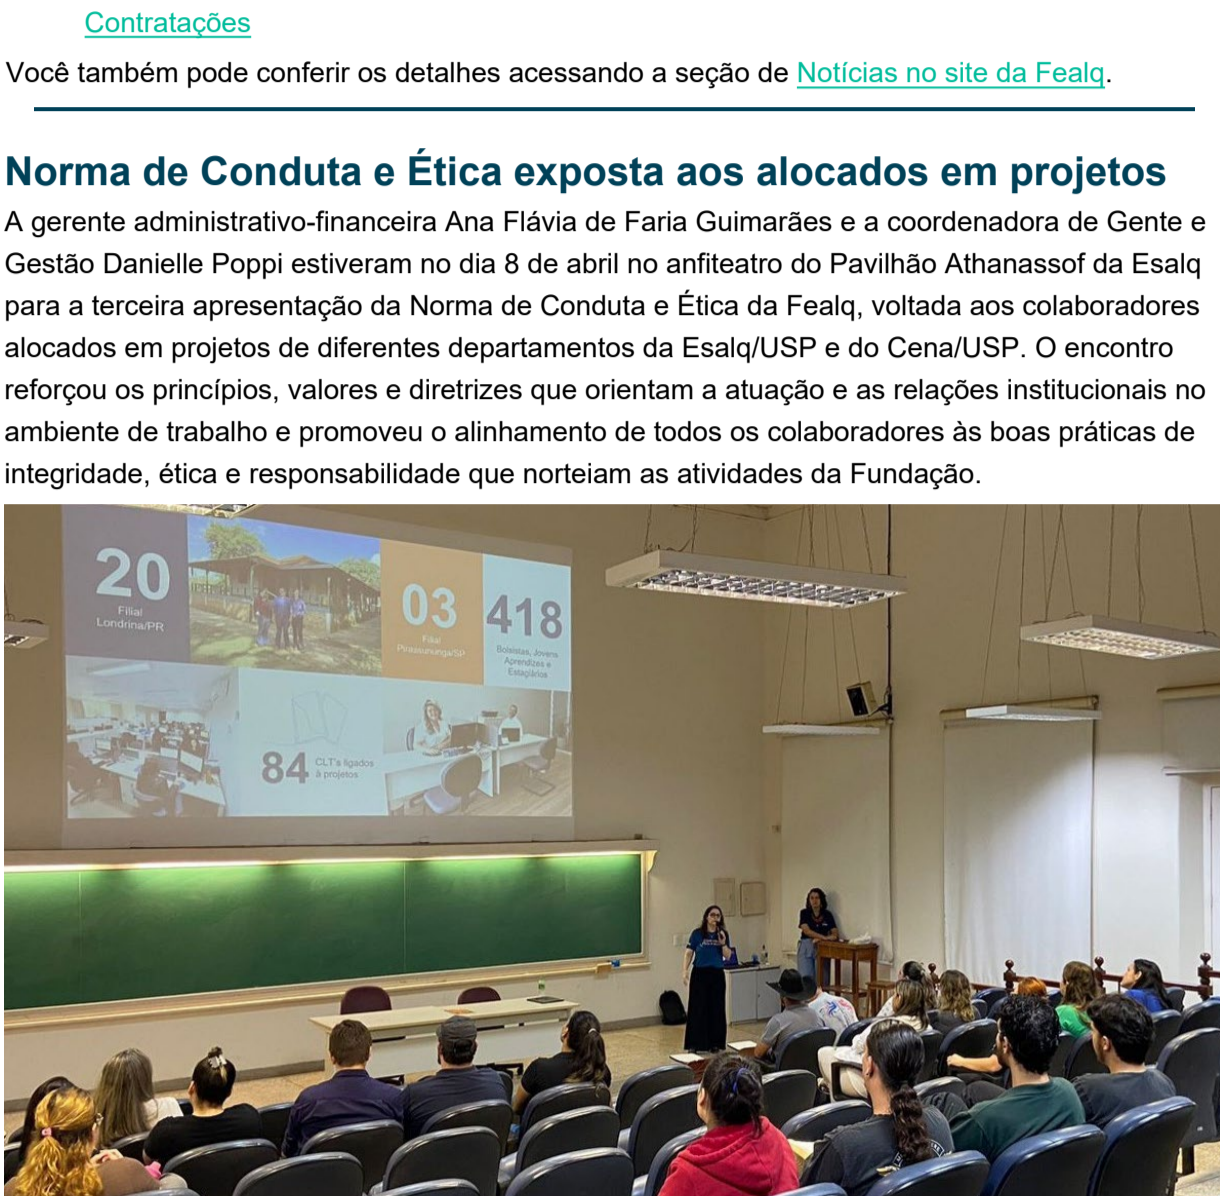 Contratações
Você também pode conferir os detalhes acessando a seção de Notícias no site da Fealq.
Norma de Conduta e Ética exposta aos alocados em projetos
A gerente administrativo-financeira Ana Flávia de Faria Guimarães e a coordenadora de Gente e
Gestão Danielle Poppi estiveram no dia 8 de abril no anfiteatro do Pavilhão Athanassof da Esalq
para a terceira apresentação da Norma de Conduta e Ética da Fealq, voltada aos colaboradores
alocados em projetos de diferentes departamentos da Esalq/USP e do Cena/USP. O encontro
reforçou os princípios, valores e diretrizes que orientam a atuação e as relações institucionais no
ambiente de trabalho e promoveu o alinhamento de todos os colaboradores às boas práticas de
integridade, ética e responsabilidade que norteiam as atividades da Fundação.
20
Filial
Londrina/PR
03
Filial
Pirassununga/SP
418
Bolsistas, Jovens
Aprendizes e
Estagiários
84
CLT's ligados
à projetos